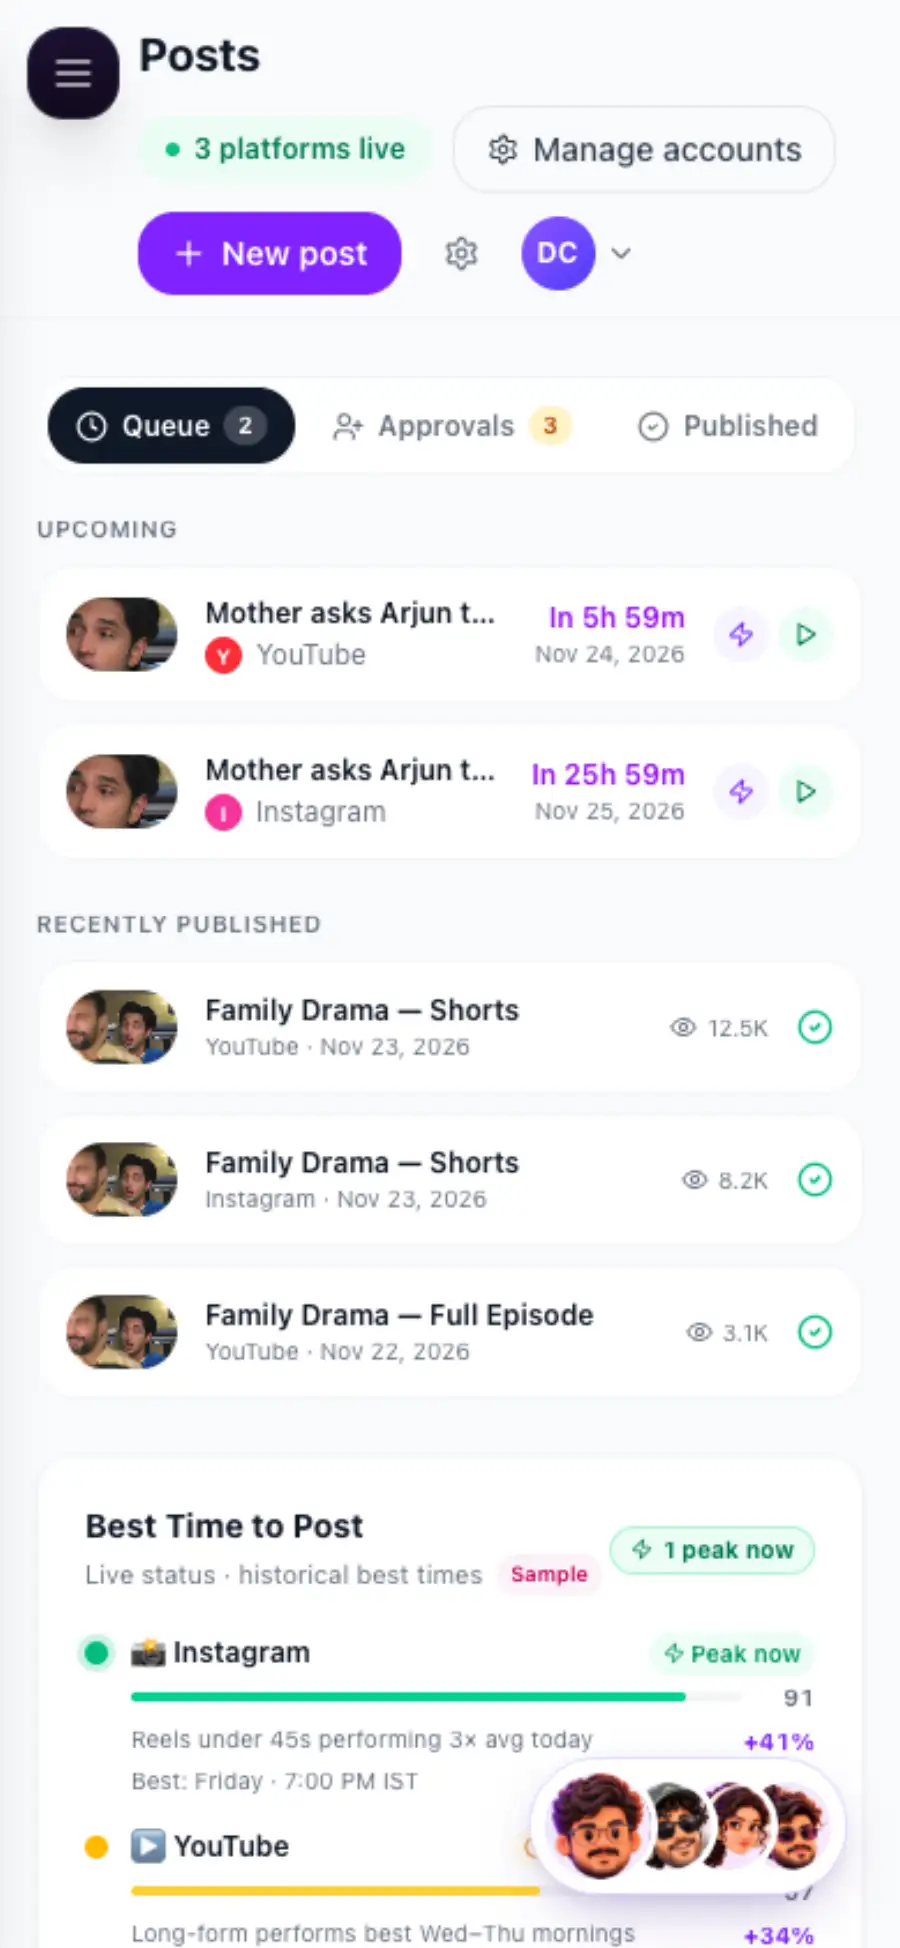 Posts
3 platforms live
Manage accounts
New post
DC
Queue 2
Approvals 3
Published
UPCOMING
Mother asks Arjun t...
In 5h 59m
Y YouTube
Nov 24, 2026
Mother asks Arjun t...
In 25h 59m
I Instagram
Nov 25, 2026
RECENTLY PUBLISHED
Family Drama — Shorts
YouTube · Nov 23, 2026
12.5K
Family Drama — Shorts
Instagram · Nov 23, 2026
8.2K
Family Drama — Full Episode
YouTube · Nov 22, 2026
3.1K
Best Time to Post
1 peak now
Live status · historical best times
Sample
Instagram
Peak now
91
Reels under 45s performing 3× avg today
+41%
Best: Friday · 7:00 PM IST
YouTube
Long-form performs best Wed–Thu mornings
+34%